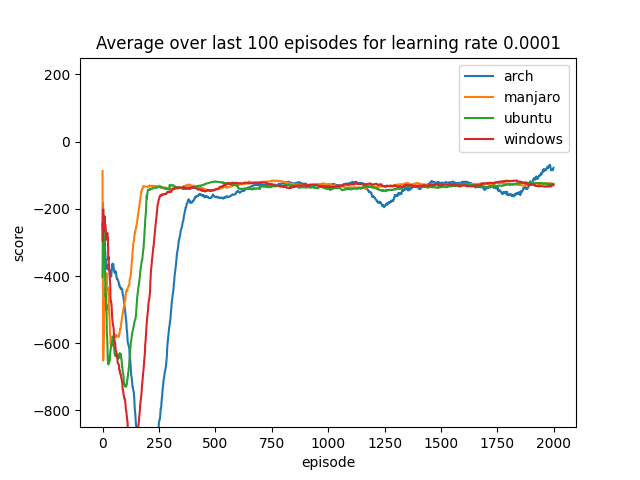 Average over last 100 episodes for learning rate 0.0001
arch
manjaro
ubuntu
windows
score
200
0
−200
−400
−600
−800
0 250 500 750 1000 1250 1500 1750 2000
episode